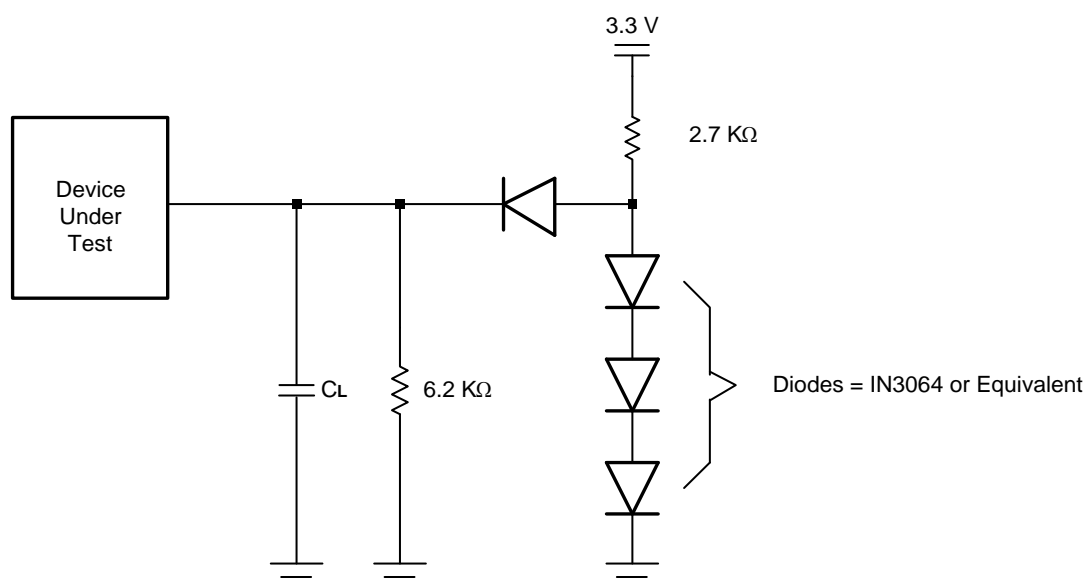 3.3 V
2.7 KΩ
Device
Under
Test
CL
6.2 KΩ
Diodes = IN3064 or Equivalent